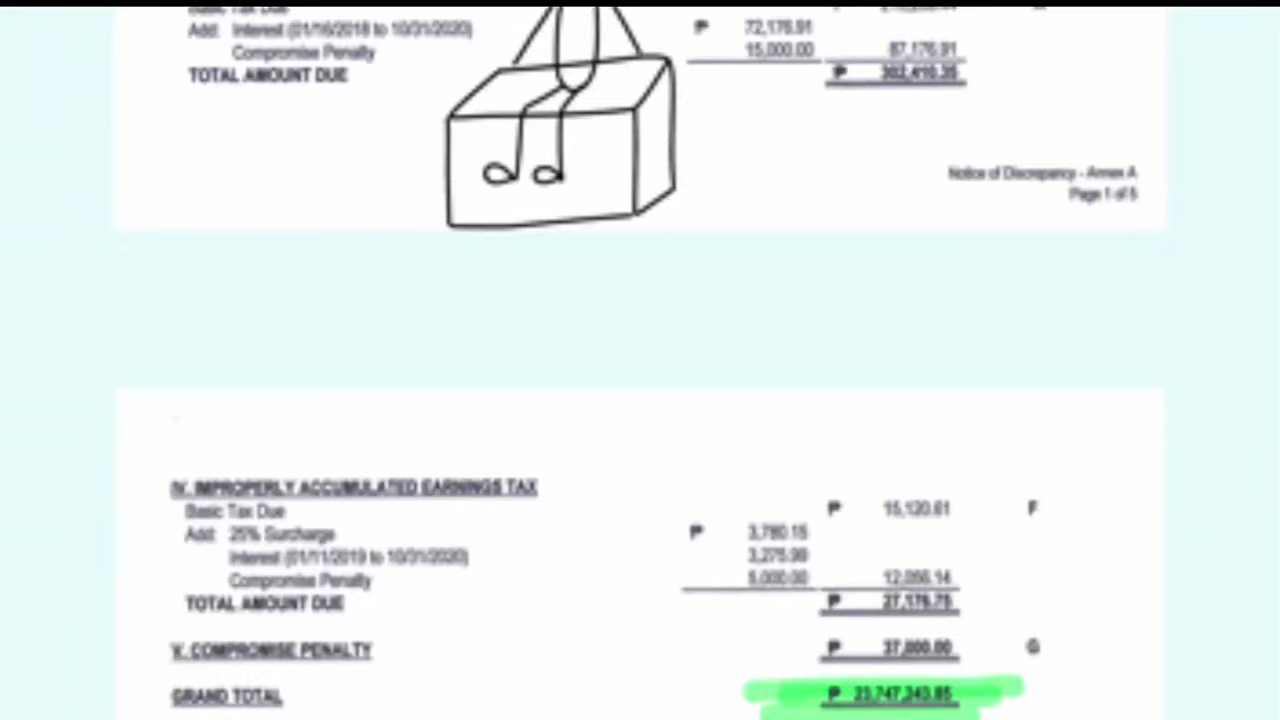 Basic Tax Due
Add: Interest (01/16/2018 to 10/31/2020) ₱ 72,176.91
Compromise Penalty 15,000.00 87,176.91
TOTAL AMOUNT DUE ₱ 302,410.35
Notice of Discrepancy - Annex A
Page 1 of 5
IV. IMPROPERLY ACCUMULATED EARNINGS TAX
Basic Tax Due ₱ 15,120.61 F
Add: 25% Surcharge ₱ 3,780.15
Interest (01/11/2019 to 10/31/2020) 3,275.99
Compromise Penalty 5,000.00 12,056.14
TOTAL AMOUNT DUE ₱ 27,176.75
V. COMPROMISE PENALTY ₱ 37,000.00 G
GRAND TOTAL ₱ 23,747,343.85